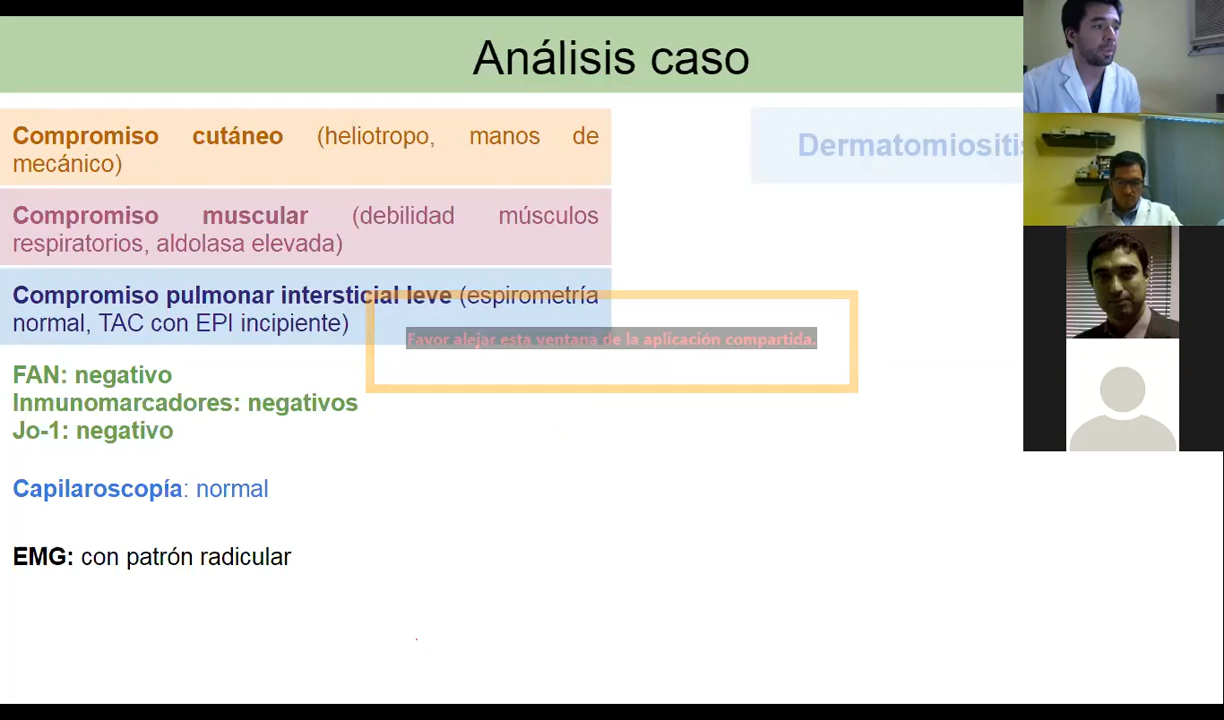 Análisis caso
Compromiso cutáneo (heliotropo, manos de
mecánico)
Compromiso muscular (debilidad músculos
respiratorios, aldolasa elevada)
Compromiso pulmonar intersticial leve (espirometría
normal, TAC con EPI incipiente)
FAN: negativo
Inmunomarcadores: negativos
Jo-1: negativo
Capilaroscopía: normal
EMG: con patrón radicular
Dermatomiositis
Favor alejar esta ventana de la aplicación compartida.